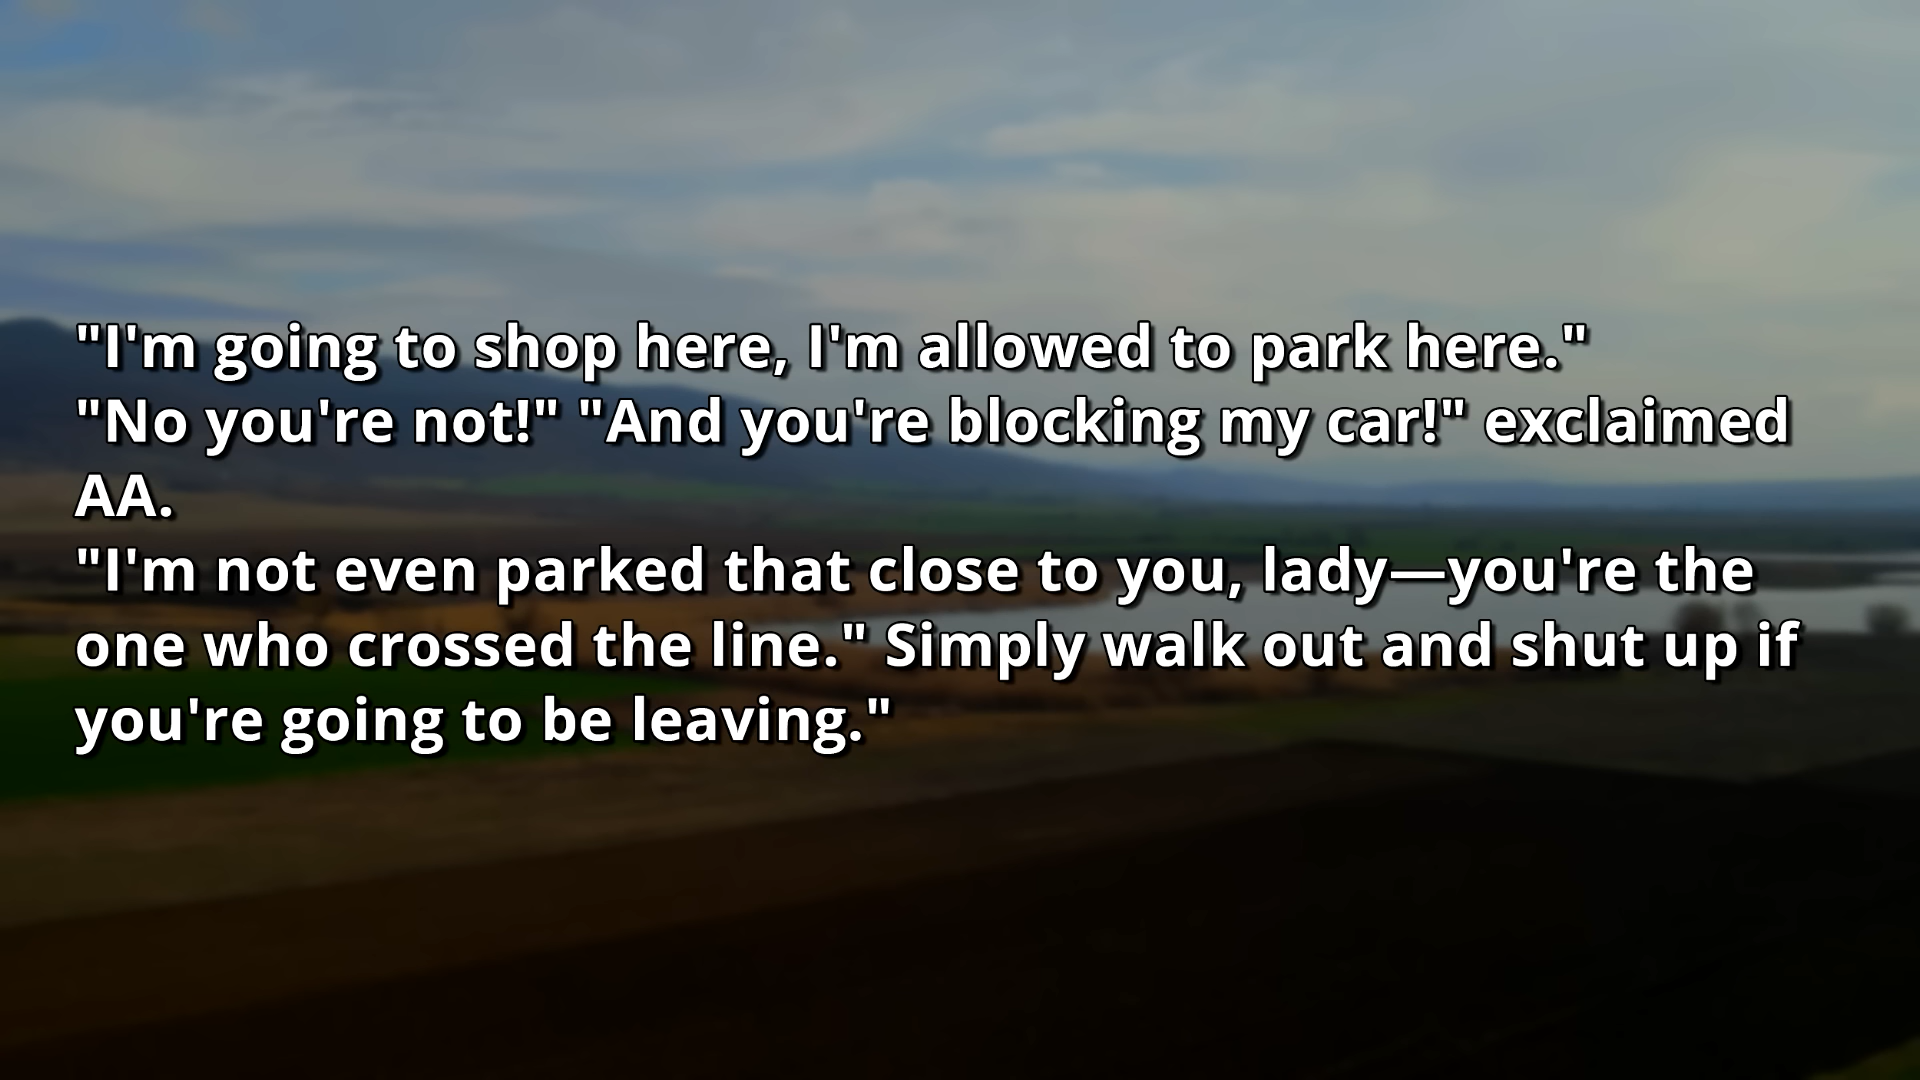 "I'm going to shop here, I'm allowed to park here."
"No you're not!" "And you're blocking my car!" exclaimed
AA.
"I'm not even parked that close to you, lady—you're the
one who crossed the line." Simply walk out and shut up if
you're going to be leaving."